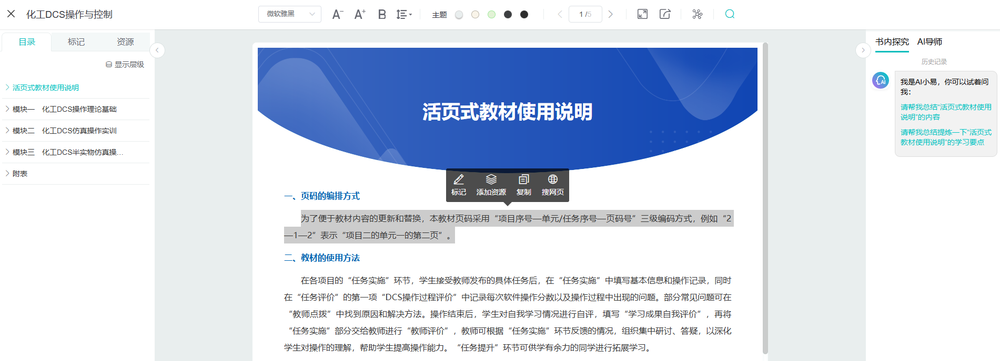 化工DCS操作与控制
微软雅黑
A-
A+
B
主题
1 /5
目录
标记
资源
显示层级
活页式教材使用说明
模块一 化工DCS操作理论基础
模块二 化工DCS仿真操作实训
模块三 化工DCS半实物仿真操...
附表
活页式教材使用说明
标记
添加资源
复制
搜网页
一、页码的编排方式
为了便于教材内容的更新和替换，本教材页码采用“项目序号—单元/任务序号—页码号”三级编码方式，例如“2
—1—2”表示“项目二的单元一的第二页”。
二、教材的使用方法
在各项目的“任务实施”环节，学生接受教师发布的具体任务后，在“任务实施”中填写基本信息和操作记录，同时
在“任务评价”的第一项“DCS操作过程评价”中记录每次软件操作分数以及操作过程中出现的问题。部分常见问题可在
“教师点拨”中找到原因和解决方法。操作结束后，学生对自我学习情况进行自评，填写“学习成果自我评价”，再将
“任务实施”部分交给教师进行“教师评价”，教师可根据“任务实施”环节反馈的情况，组织集中研讨、答疑，以深化
学生对操作的理解，帮助学生提高操作能力。“任务提升”环节可供学有余力的同学进行拓展学习。
书内探究
AI导师
历史记录
AI
我是AI小易，你可以试着问
我：
请帮我总结“活页式教材使用
说明”的内容
请帮我总结提炼一下“活页式
教材使用说明”的学习要点